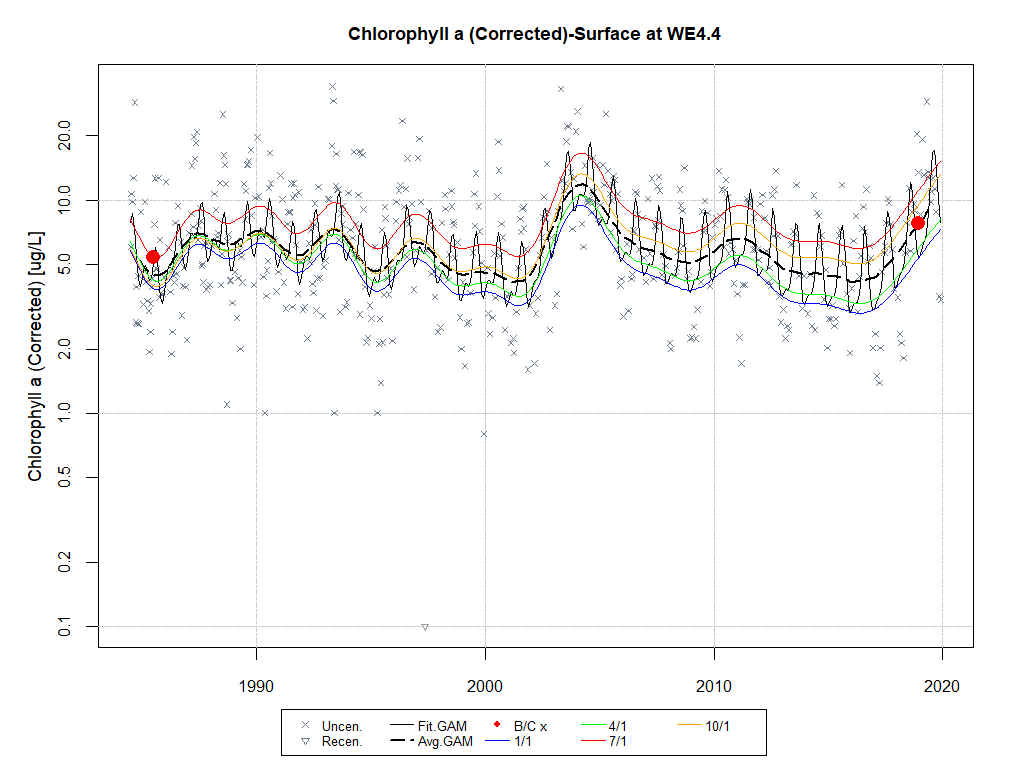 Chlorophyll a (Corrected)-Surface at WE4.4
Chlorophyll a (Corrected) [ug/L]
20.0
10.0
5.0
2.0
1.0
0.5
0.2
0.1
1990 2000 2010 2020
Uncen. Fit.GAM B/C x 4/1 10/1
Recen. Avg.GAM 1/1 7/1